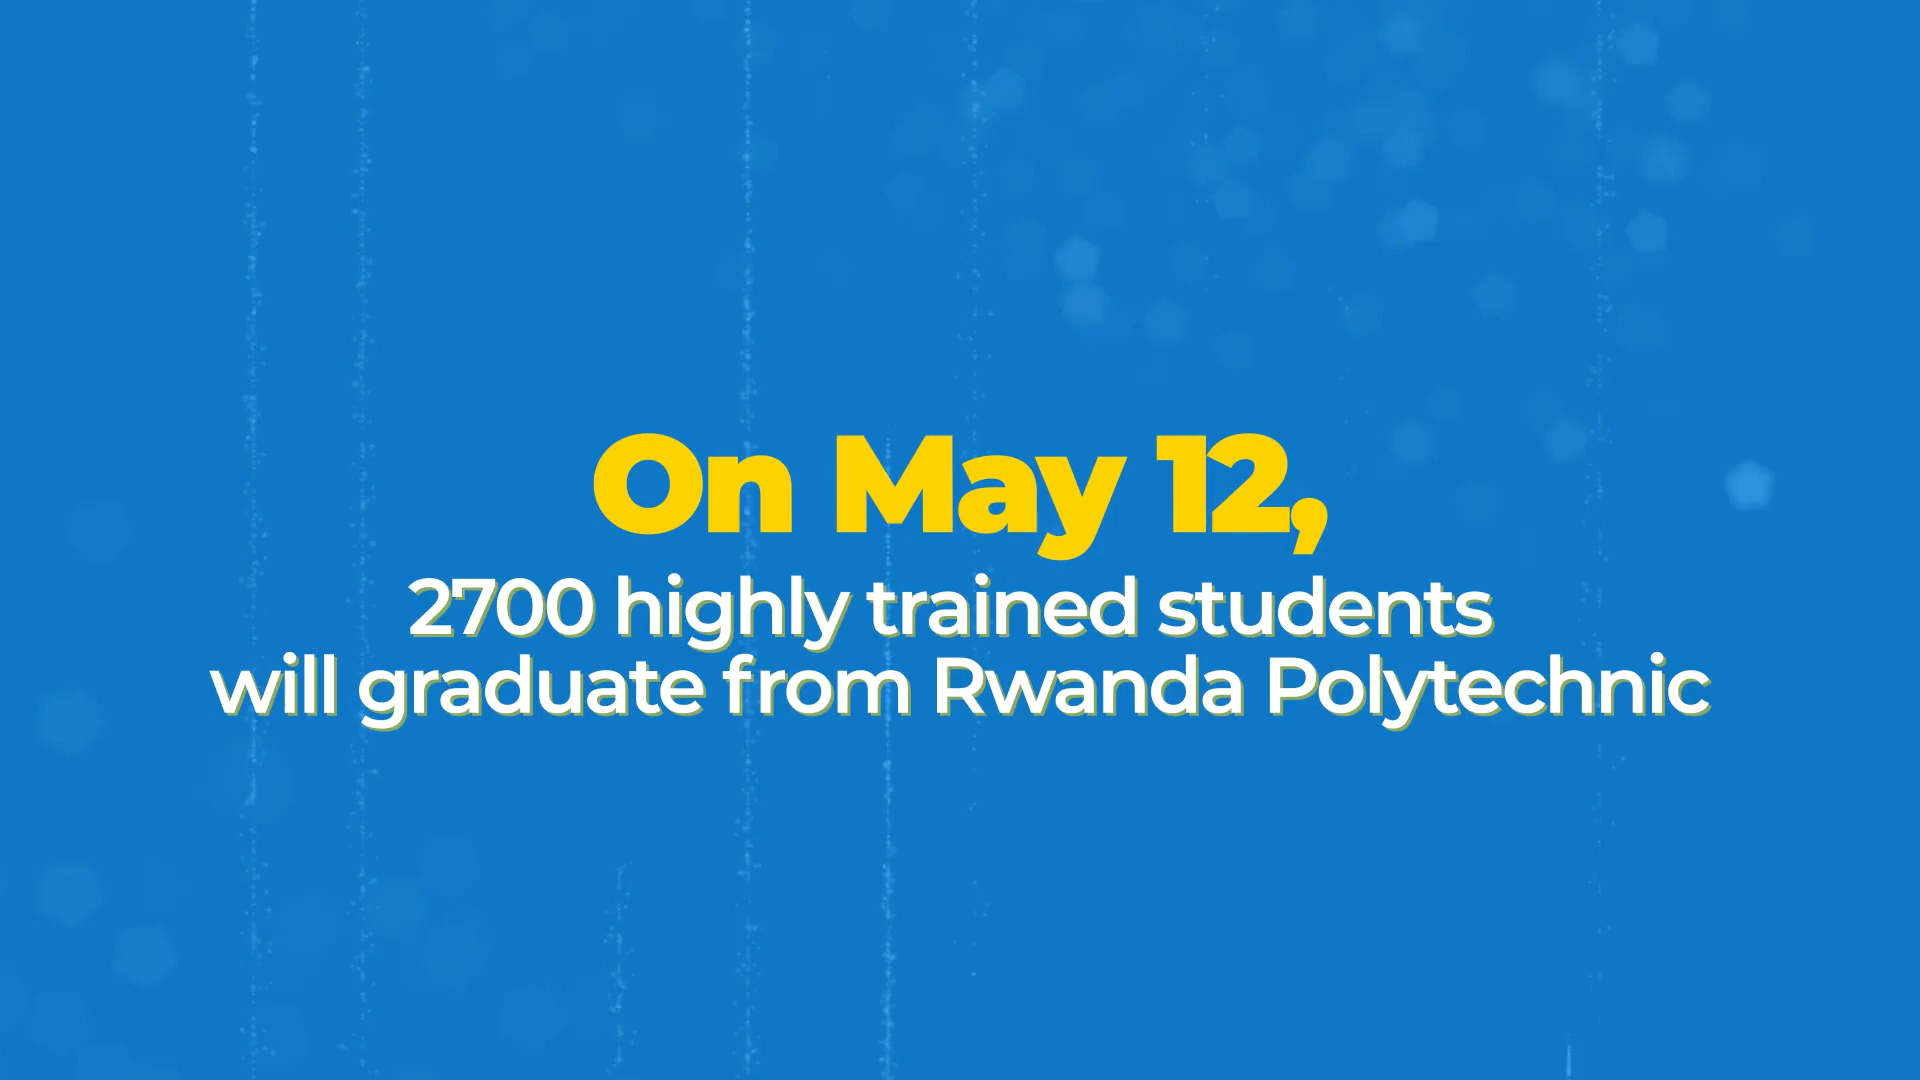 On May 12,
2700 highly trained students
will graduate from Rwanda Polytechnic